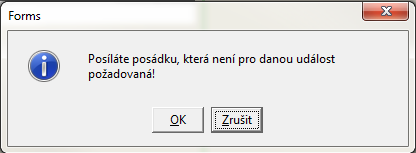 Forms
Posíláte posádku, která není pro danou událost
požadovaná!
OK
Zrušit